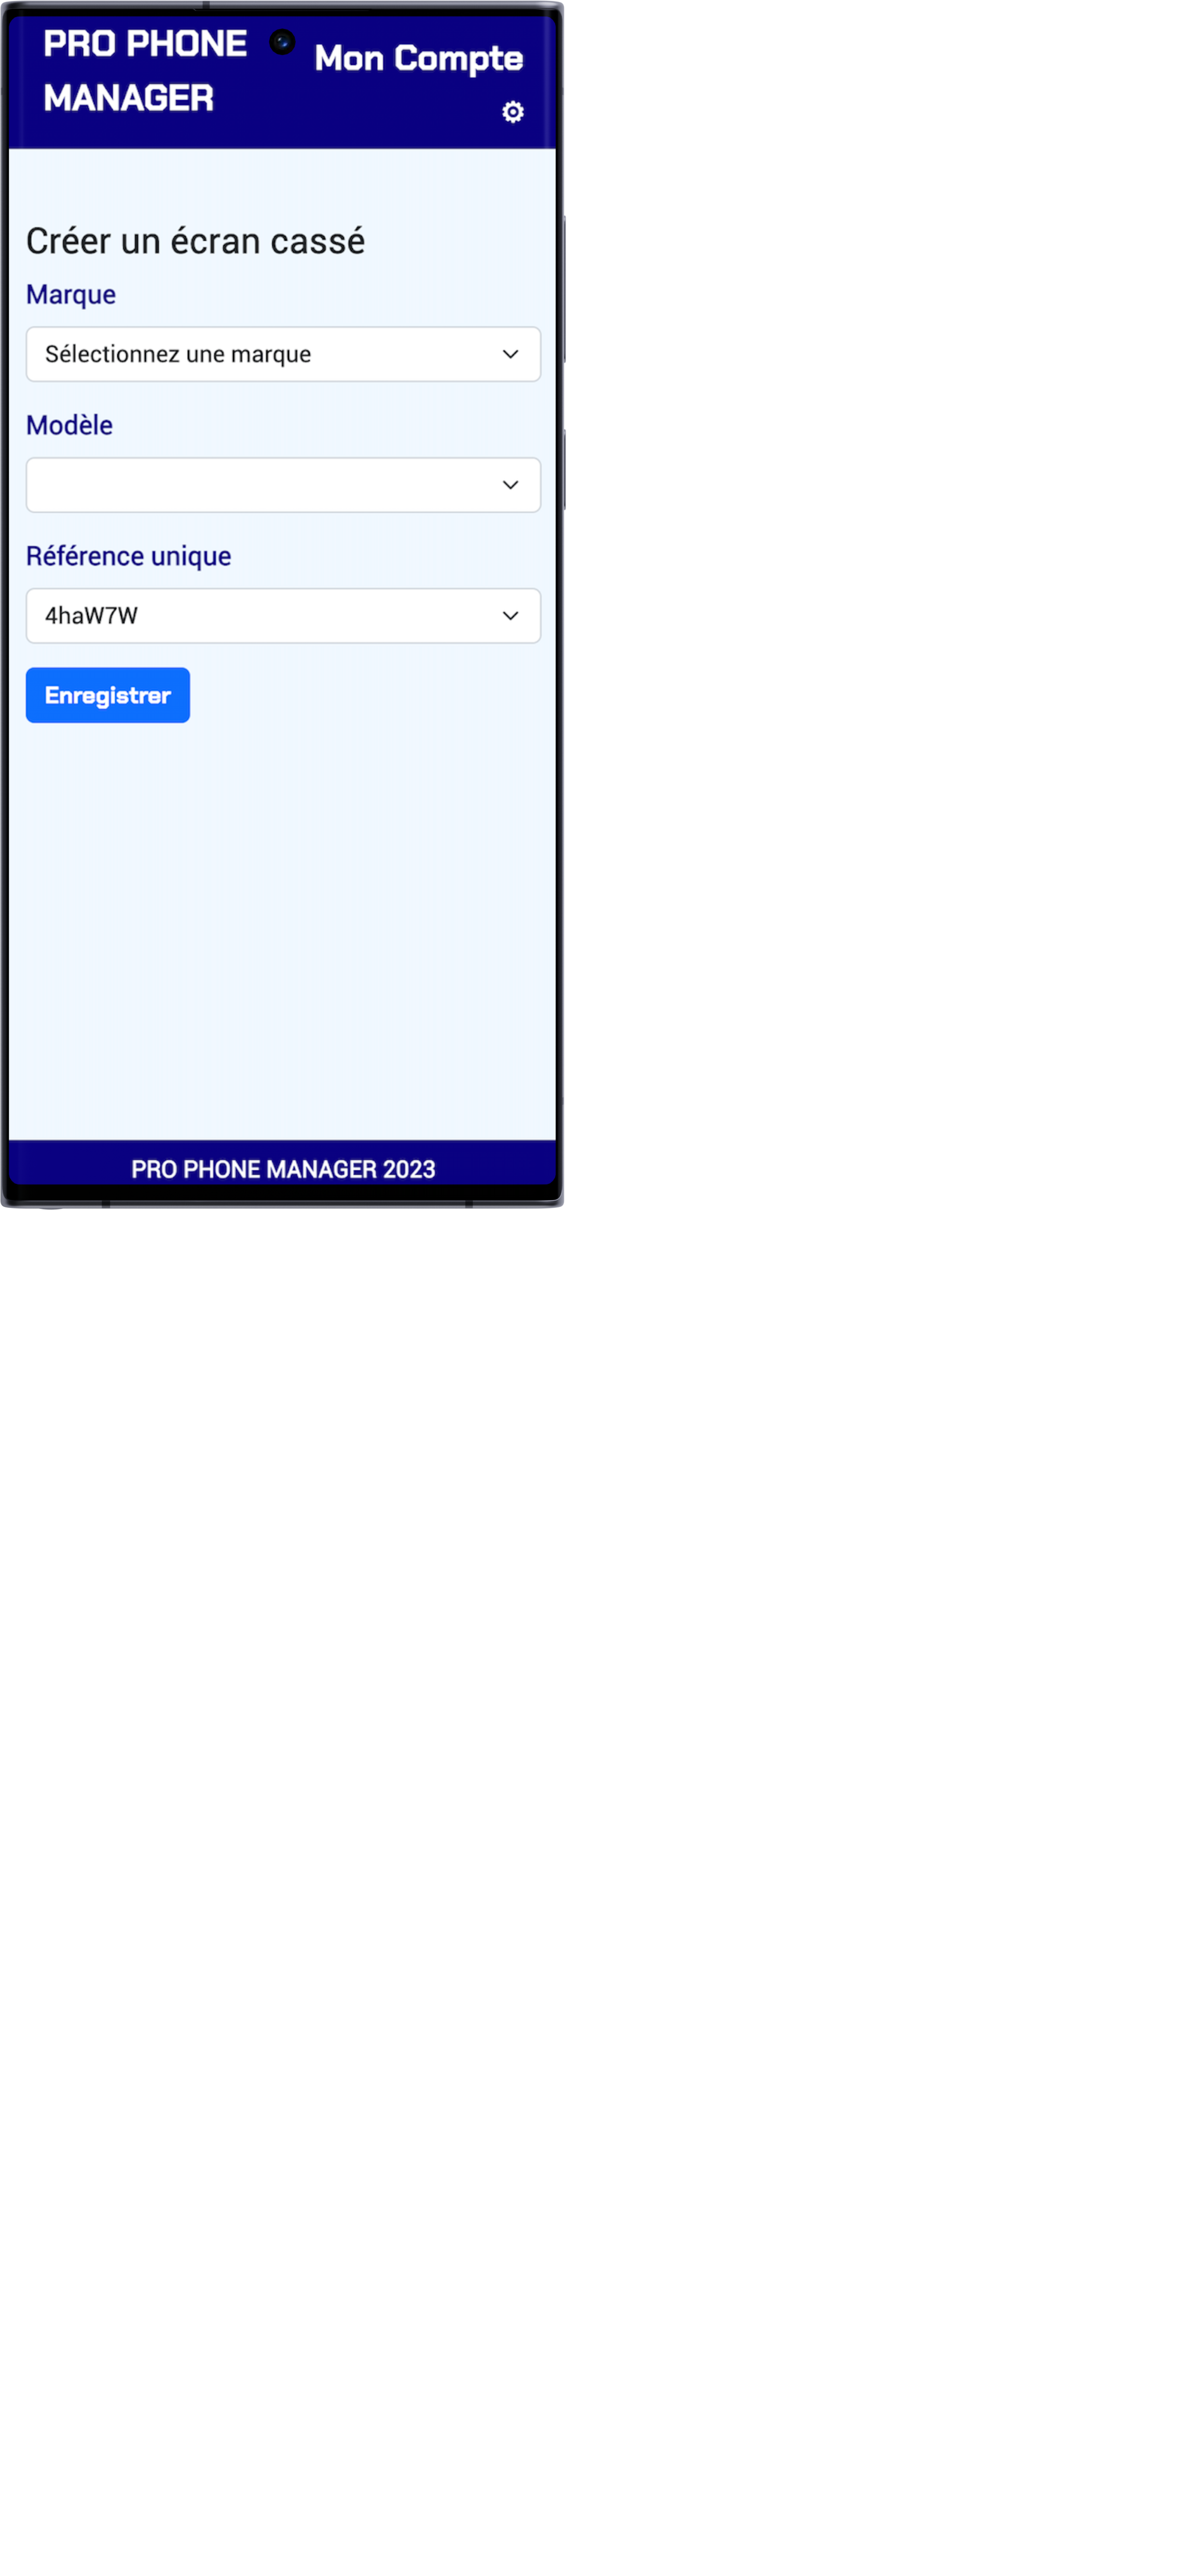 PRO PHONE
MANAGER
Mon Compte
Créer un écran cassé
Marque
Sélectionnez une marque
Modèle
Référence unique
4haW7W
Enregistrer
PRO PHONE MANAGER 2023